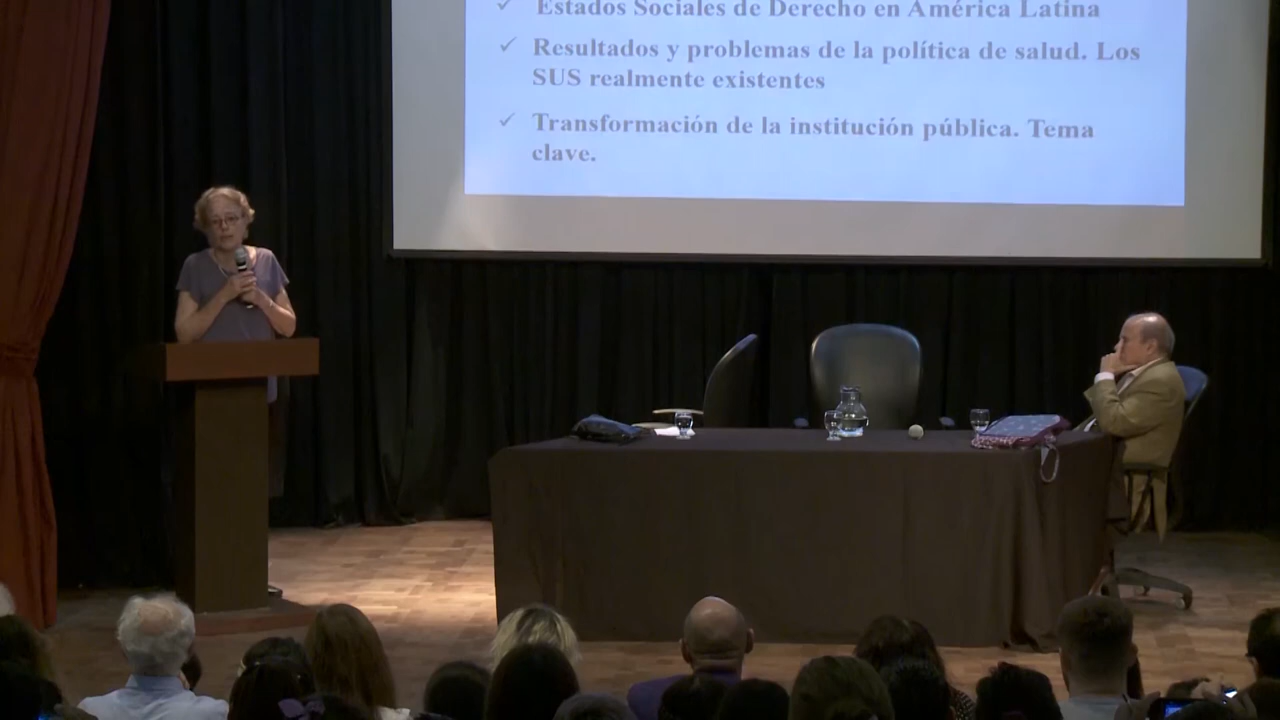 ✓ Estados Sociales de Derecho en América Latina
✓ Resultados y problemas de la política de salud. Los
SUS realmente existentes
✓ Transformación de la institución pública. Tema
clave.